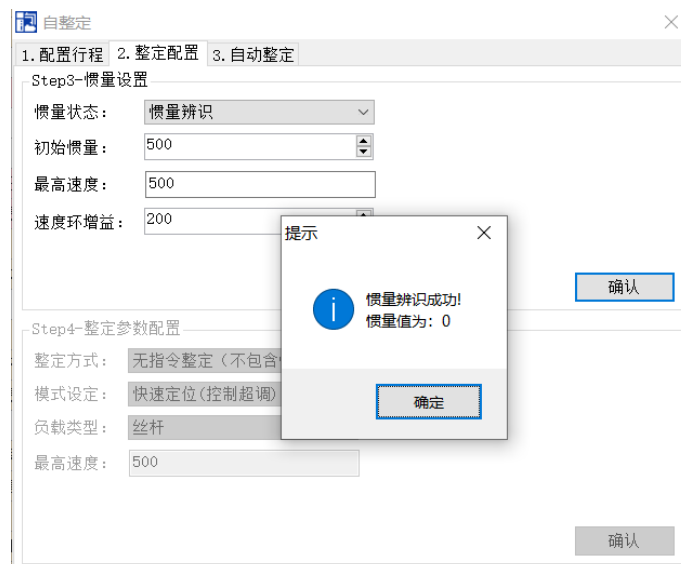 自整定
1.配置行程 2.整定配置 3.自动整定
Step3-惯量设置
惯量状态： 惯量辨识
初始惯量： 500
最高速度： 500
速度环增益： 200
提示
惯量辨识成功!
惯量值为：0
确定
确认
Step4-整定参数配置
整定方式： 无指令整定（不包含
模式设定： 快速定位(控制超调)
负载类型： 丝杆
最高速度： 500
确认